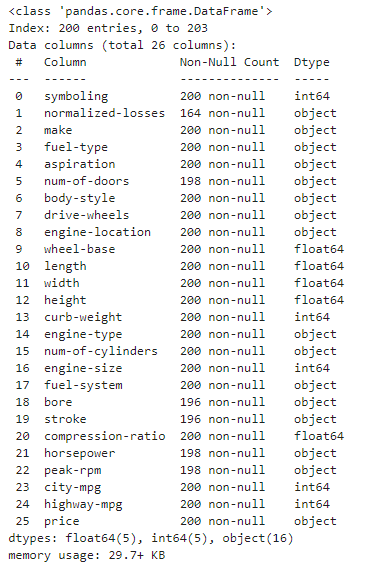 <class 'pandas.core.frame.DataFrame'>
Index: 200 entries, 0 to 203
Data columns (total 26 columns):
 #   Column             Non-Null Count  Dtype
---  ------             --------------  -----
 0   symboling          200 non-null    int64
 1   normalized-losses  164 non-null    object
 2   make               200 non-null    object
 3   fuel-type          200 non-null    object
 4   aspiration         200 non-null    object
 5   num-of-doors       198 non-null    object
 6   body-style         200 non-null    object
 7   drive-wheels       200 non-null    object
 8   engine-location    200 non-null    object
 9   wheel-base         200 non-null    float64
 10  length             200 non-null    float64
 11  width              200 non-null    float64
 12  height             200 non-null    float64
 13  curb-weight        200 non-null    int64
 14  engine-type        200 non-null    object
 15  num-of-cylinders   200 non-null    object
 16  engine-size        200 non-null    int64
 17  fuel-system        200 non-null    object
 18  bore               196 non-null    object
 19  stroke             196 non-null    object
 20  compression-ratio  200 non-null    float64
 21  horsepower         198 non-null    object
 22  peak-rpm           198 non-null    object
 23  city-mpg           200 non-null    int64
 24  highway-mpg        200 non-null    int64
 25  price              200 non-null    object
dtypes: float64(5), int64(5), object(16)
memory usage: 29.7+ KB